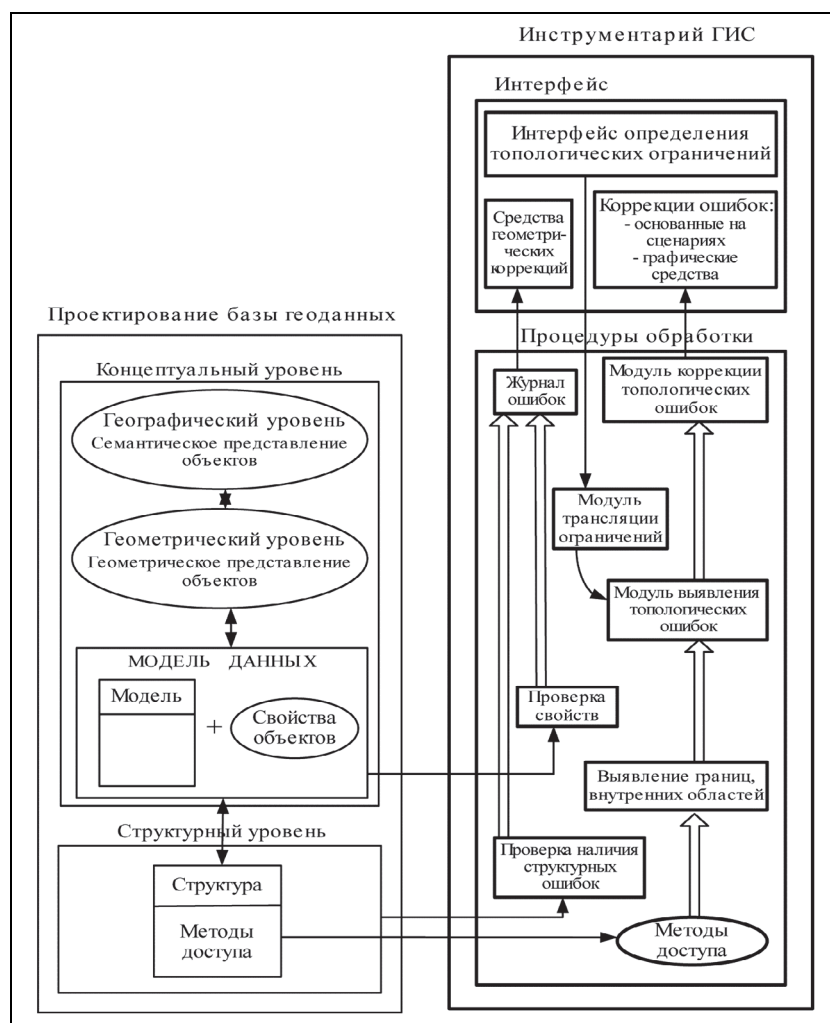 Инструментарий ГИС
Интерфейс
Интерфейс определения
топологических ограничений
Средства
геометри-
ческих
коррекций
Коррекции ошибок:
- основанные на
сценариях
- графические
средства
Проектирование базы геоданных
Концептуальный уровень
Географический уровень
Семантическое представление
объектов
Геометрический уровень
Геометрическое представление
объектов
МОДЕЛЬ ДАННЫХ
Модель
+
Свойства
объектов
Структурный уровень
Структура
Методы
доступа
Процедуры обработки
Журнал
ошибок
Модуль коррекции
топологических
ошибок
Модуль
трансляции
ограничений
Модуль выявления
топологических
ошибок
Проверка
свойств
Выявление границ,
внутренних областей
Проверка наличия
структурных
ошибок
Методы
доступа